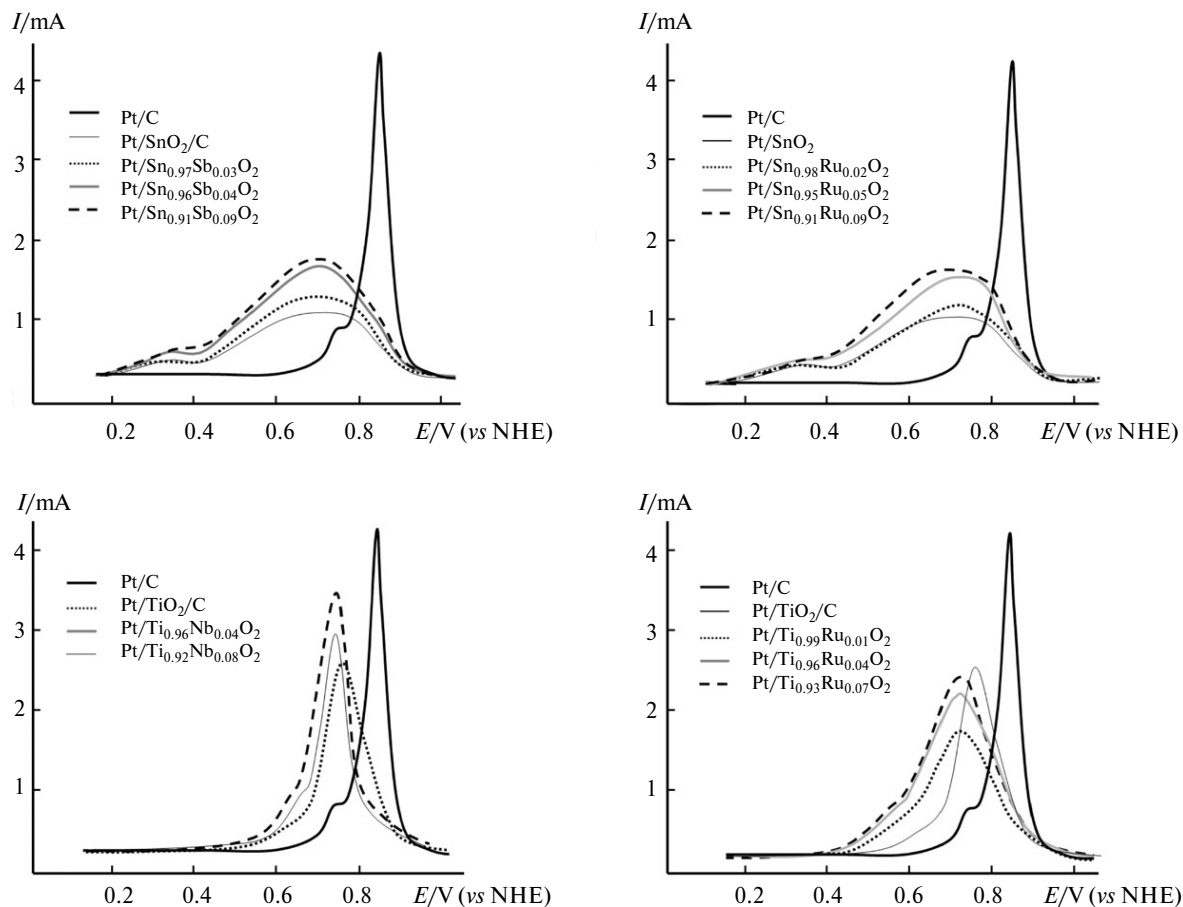 I/mA
4
3
2
1
Pt/C
Pt/SnO₂/C
Pt/Sn₀.₉₇Sb₀.₀₃O₂
Pt/Sn₀.₉₆Sb₀.₀₄O₂
Pt/Sn₀.₉₁Sb₀.₀₉O₂
0.2 0.4 0.6 0.8 E/V (vs NHE)
I/mA
4
3
2
1
Pt/C
Pt/SnO₂
Pt/Sn₀.₉₈Ru₀.₀₂O₂
Pt/Sn₀.₉₅Ru₀.₀₅O₂
Pt/Sn₀.₉₁Ru₀.₀₉O₂
0.2 0.4 0.6 0.8 E/V (vs NHE)
I/mA
4
3
2
1
Pt/C
Pt/TiO₂/C
Pt/Ti₀.₉₆Nb₀.₀₄O₂
Pt/Ti₀.₉₂Nb₀.₀₈O₂
0.2 0.4 0.6 0.8 E/V (vs NHE)
I/mA
4
3
2
1
Pt/C
Pt/TiO₂/C
Pt/Ti₀.₉₉Ru₀.₀₁O₂
Pt/Ti₀.₉₆Ru₀.₀₄O₂
Pt/Ti₀.₉₃Ru₀.₀₇O₂
0.2 0.4 0.6 0.8 E/V (vs NHE)